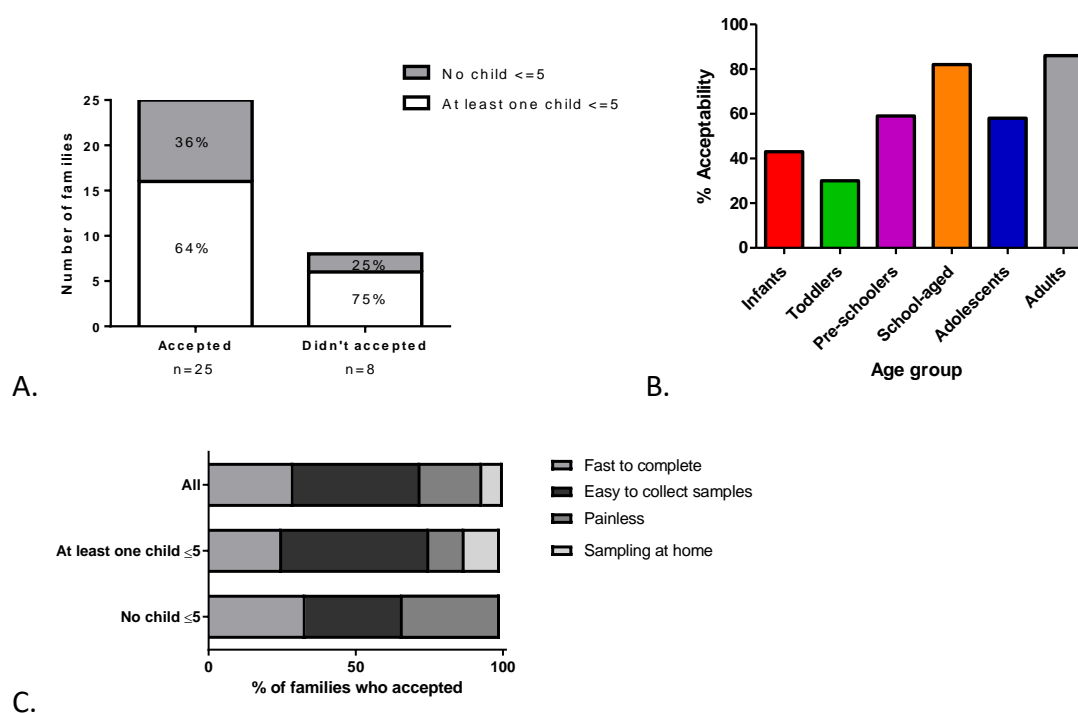 No child <=5
At least one child <=5
Number of families
25
20
15
10
5
0
36%
64%
25%
75%
Accepted
Didn't accepted
n=25
n=8
A.
% Acceptability
100
80
60
40
20
0
Infants
Toddlers
Pre-schoolers
School-aged
Adolescents
Adults
Age group
B.
All
At least one child ≤5
No child ≤5
0
50
100
% of families who accepted
Fast to complete
Easy to collect samples
Painless
Sampling at home
C.